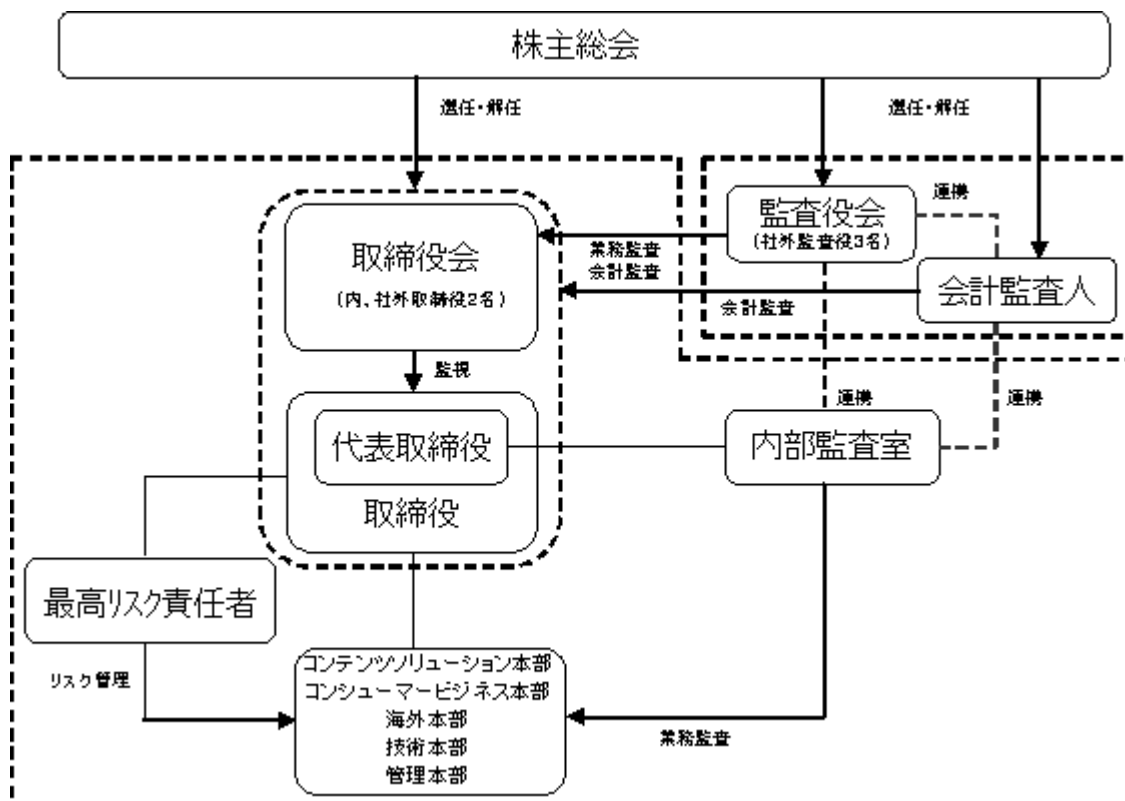 株主総会
選任・解任
選任・解任
監査役会
(社外監査役3名)
連携
取締役会
(内、社外取締役2名)
業務監査
会計監査
会計監査人
会計監査
監視
連携
連携
代表取締役
内部監査室
取締役
最高リスク責任者
リスク管理
コンテンツソリューション本部
コンシューマービジネス本部
海外本部
技術本部
管理本部
業務監査